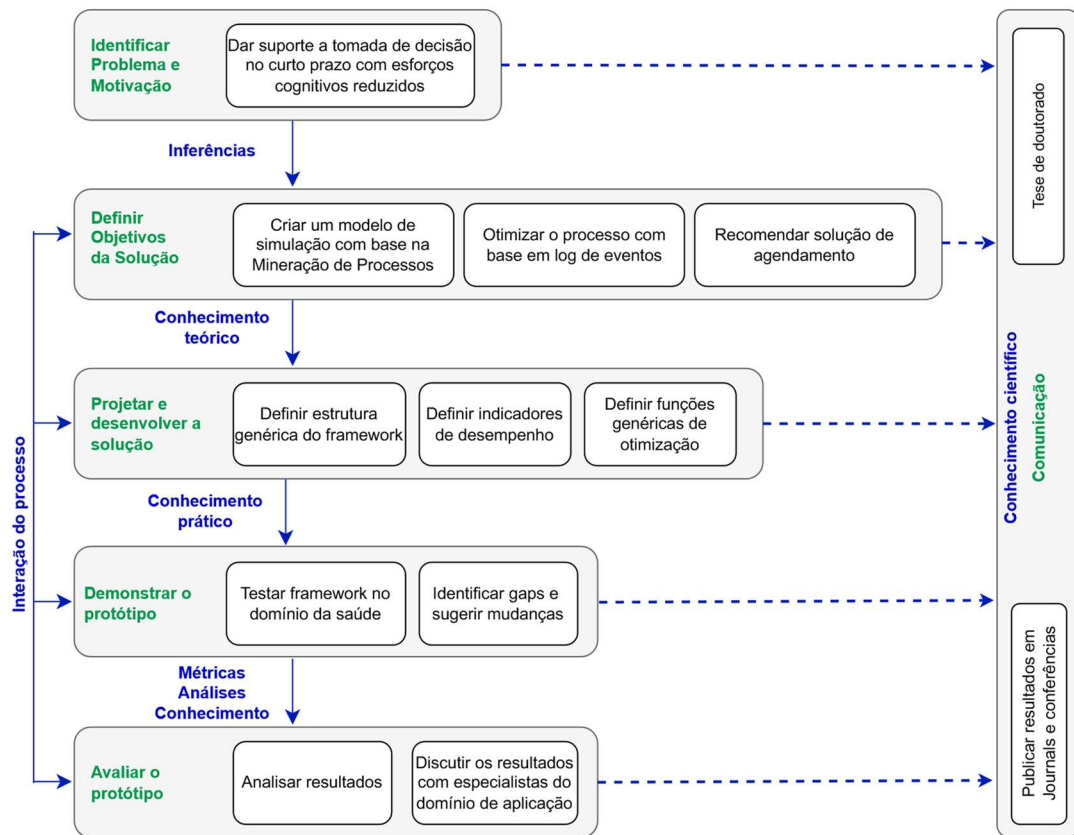 Identificar
Problema e
Motivação
Dar suporte a tomada de decisão
no curto prazo com esforços
cognitivos reduzidos
Inferências
Definir
Objetivos
da Solução
Criar um modelo de
simulação com base na
Mineração de Processos
Otimizar o processo com
base em log de eventos
Recomendar solução de
agendamento
Conhecimento
teórico
Projetar e
desenvolver a
solução
Definir estrutura
genérica do framework
Definir indicadores
de desempenho
Definir funções
genéricas de
otimização
Conhecimento
prático
Demonstrar o
protótipo
Testar framework no
domínio da saúde
Identificar gaps e
sugerir mudanças
Métricas
Análises
Conhecimento
Avaliar o
protótipo
Analisar resultados
Discutir os resultados
com especialistas do
domínio de aplicação
Interação do processo
Tese de doutorado
Conhecimento científico
Comunicação
Publicar resultados em
Journals e conferências